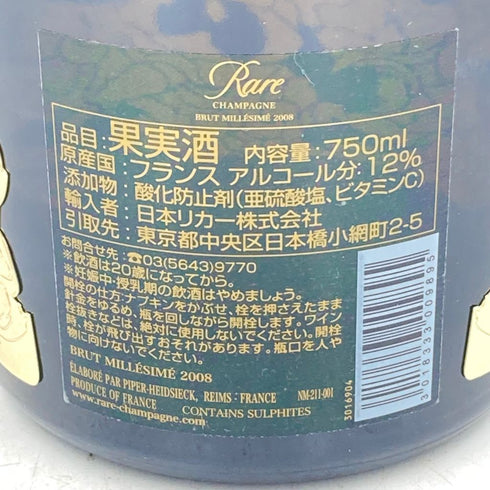 Rare
CHAMPAGNE
BRUT MILLÉSIMÉ 2008
品目:果実酒 内容量:750ml
原産国:フランス アルコール分:12%
添加物:酸化防止剤(亜硫酸塩、ビタミンC)
輸入者:日本リカー株式会社
引取先:東京都中央区日本橋小網町2-5
お問合せ先:☎03(5643)9770
※飲酒は20歳になってから。
※妊娠中・授乳期の飲酒はやめましょう。
開栓の仕方:ナプキンをかぶせ、栓を押さえたまま
針金をゆるめ、瓶を回しながら開栓します。ワイン
栓抜きなどは、絶対に使用しないでください。開栓
時、栓が飛び出すおそれがあります。瓶口を人や
物に向けないでください。
BRUT MILLÉSIMÉ 2008
ÉLABORÉ PAR PIPER-HEIDSIECK, REIMS - FRANCE NM-211-001
PRODUCE OF FRANCE
www.rare-champagne.com CONTAINS SULPHITES
3016904
3018333009895